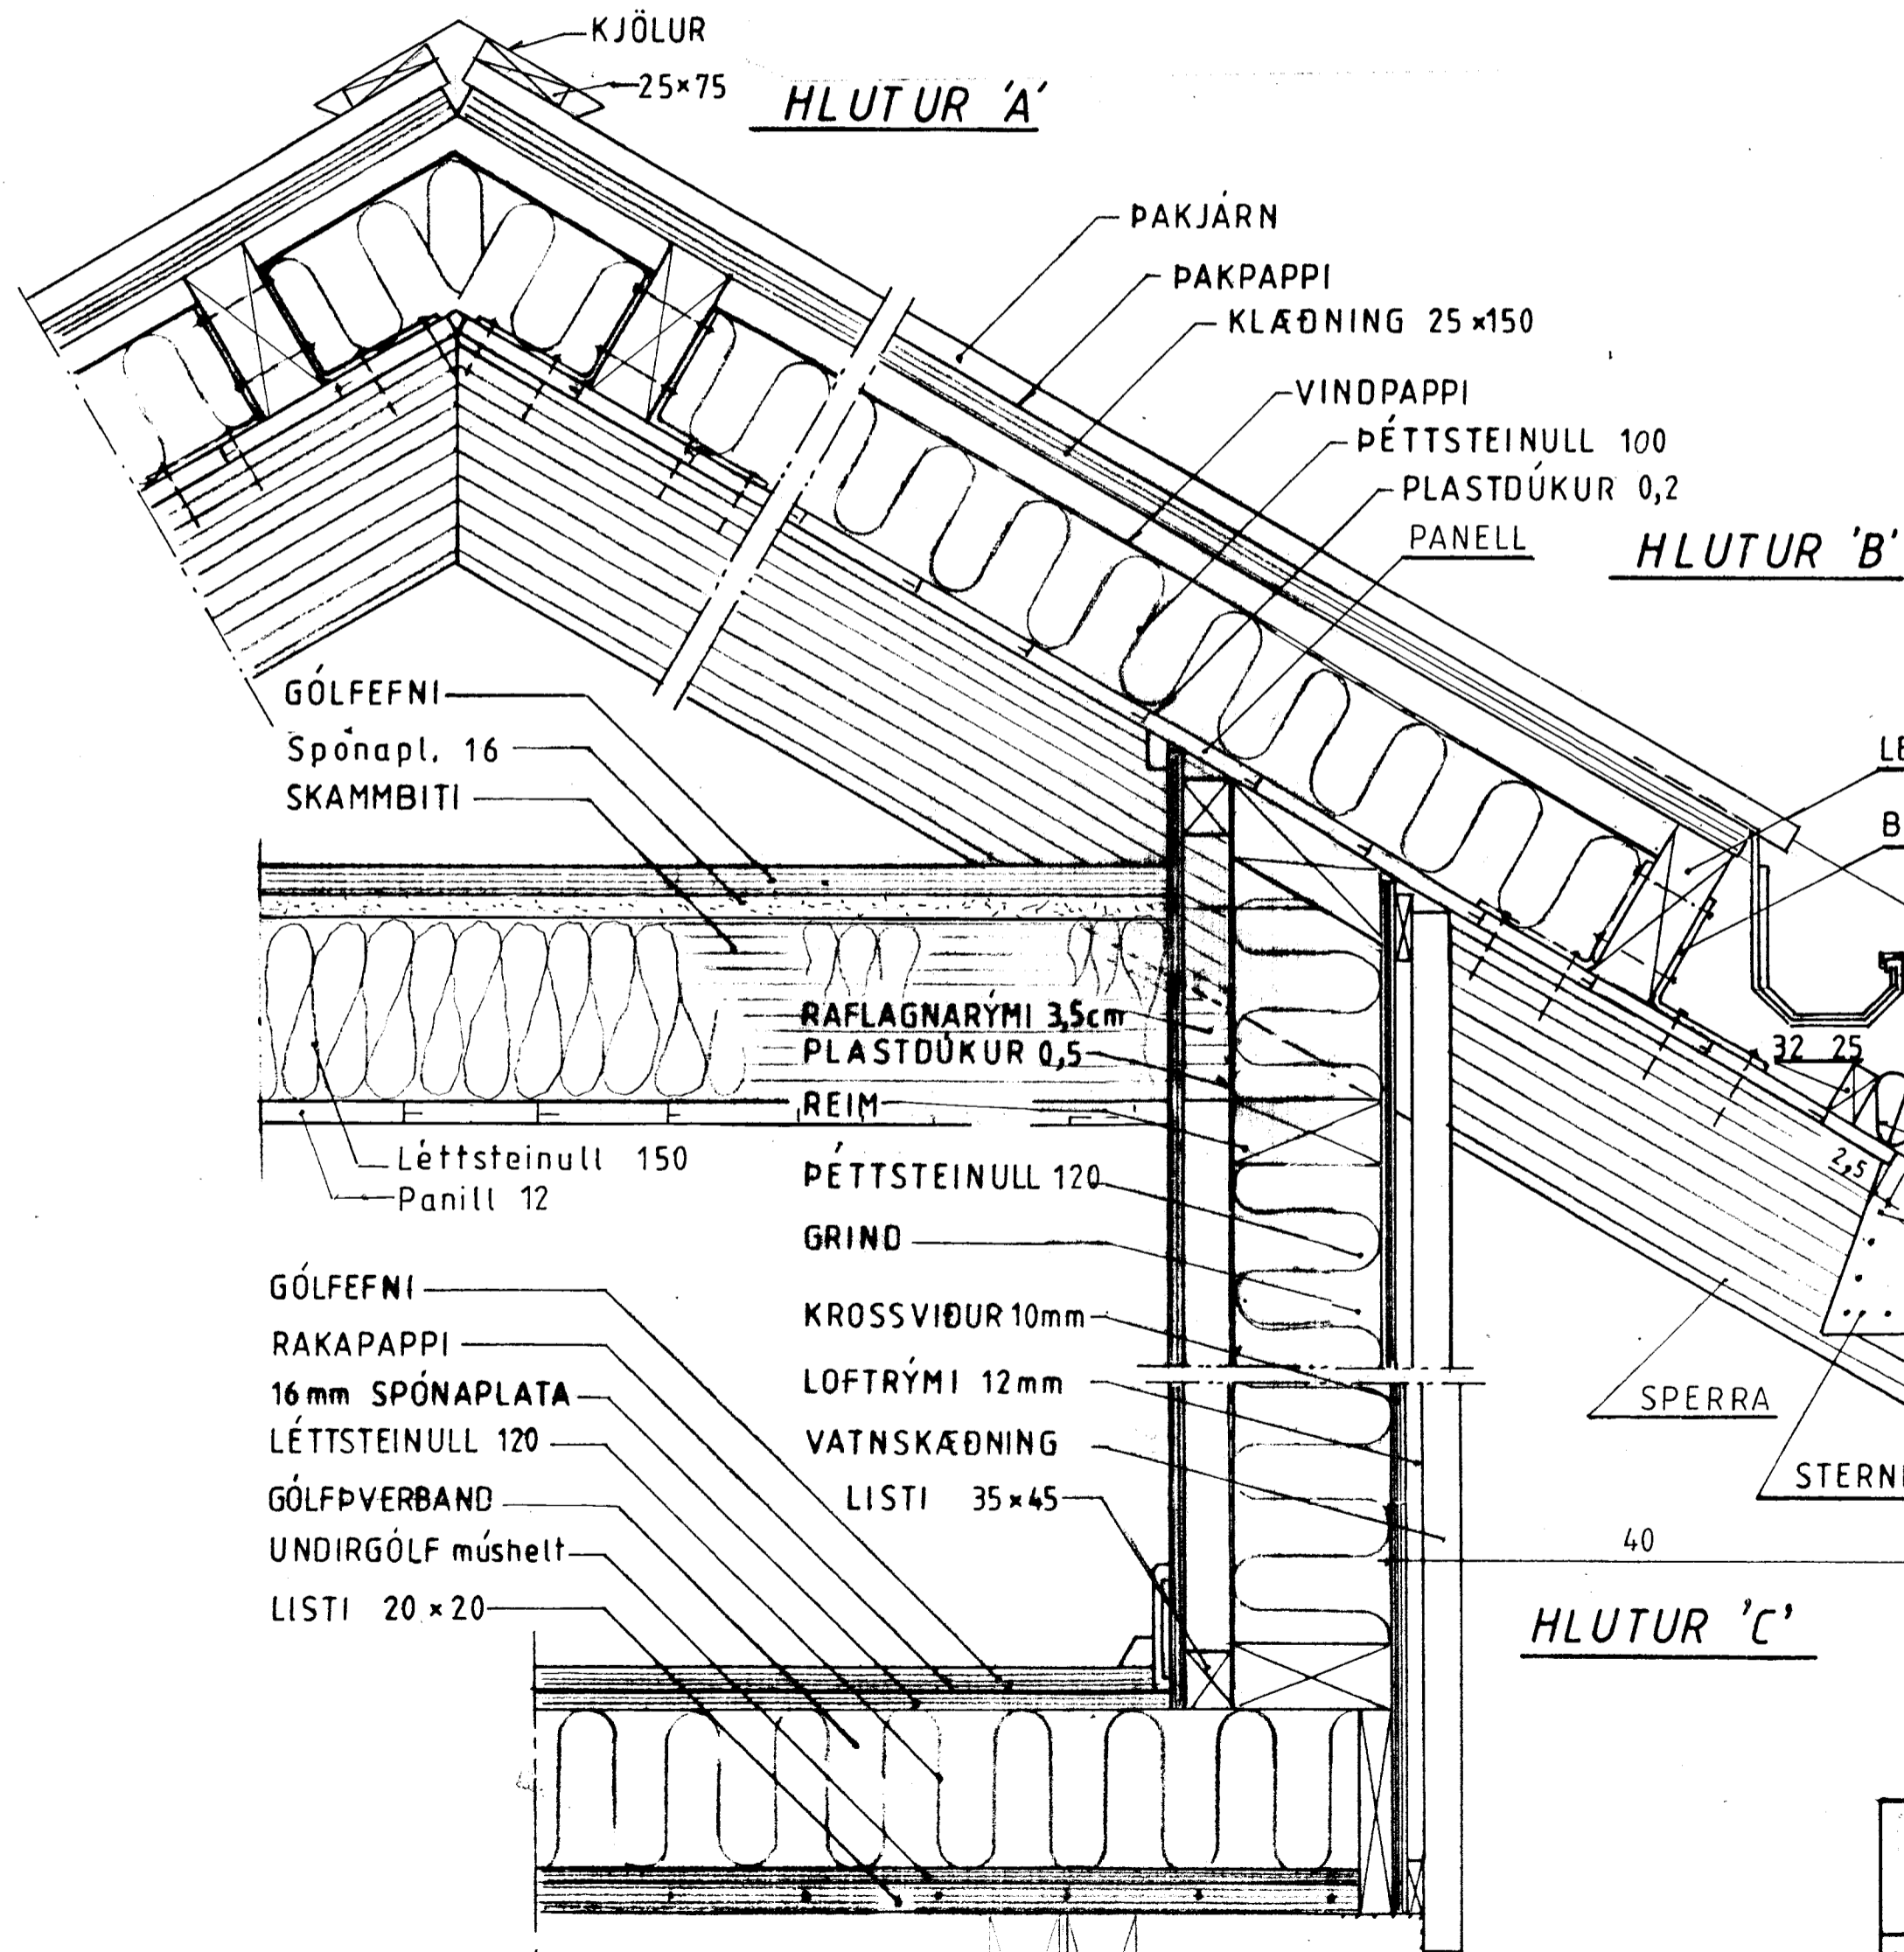 KJÖLUR
25×75
HLUTUR 'A'
ÞAKJÁRN
ÞAKPAPPI
KLÆÐNING 25×150
VINDPAPPI
ÞÉTTSTEINULL 100
PLASTDÚKUR 0,2
PANELL
HLUTUR 'B'
GÓLFEFNI
Spónapl. 16
SKAMMBITI
LE
B
RAFLAGNARÝMI 3,5cm
PLASTDÚKUR 0,5
REIM
32 25
Léttsteinull 150
Panill 12
2,5
ÞÉTTSTEINULL 120
GRIND
KROSSVIÐUR 10mm
LOFTRÝMI 12mm
VATNSKÆÐNING
LISTI 35×45
GÓLFEFNI
RAKAPAPPI
16mm SPÓNAPLATA
LÉTTSTEINULL 120
GÓLFÞVERBAND
UNDIRGÓLF múshelt
LISTI 20×20
SPERRA
STERN
40
HLUTUR 'C'